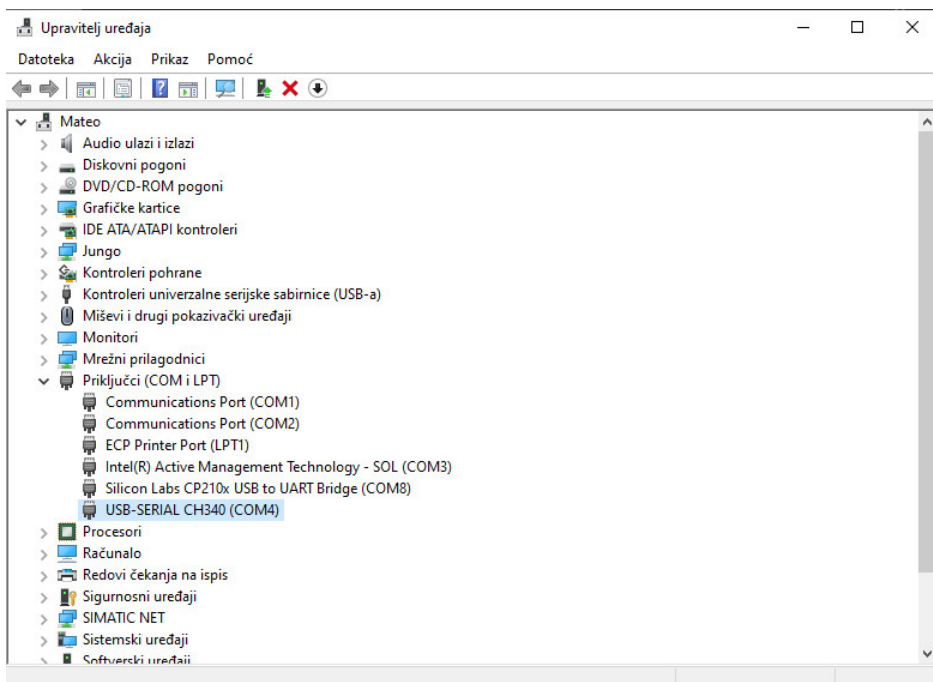 Upravitelj uređaja
Datoteka Akcija Prikaz Pomoć
Mateo
Audio ulazi i izlazi
Diskovni pogoni
DVD/CD-ROM pogoni
Grafičke kartice
IDE ATA/ATAPI kontroleri
Jungo
Kontroleri pohrane
Kontroleri univerzalne serijske sabirnice (USB-a)
Miševi i drugi pokazivački uređaji
Monitori
Mrežni prilagodnici
Priključci (COM i LPT)
Communications Port (COM1)
Communications Port (COM2)
ECP Printer Port (LPT1)
Intel(R) Active Management Technology - SOL (COM3)
Silicon Labs CP210x USB to UART Bridge (COM8)
USB-SERIAL CH340 (COM4)
Procesori
Računalo
Redovi čekanja na ispis
Sigurnosni uređaji
SIMATIC NET
Sistemski uređaji
Softverski uređaji